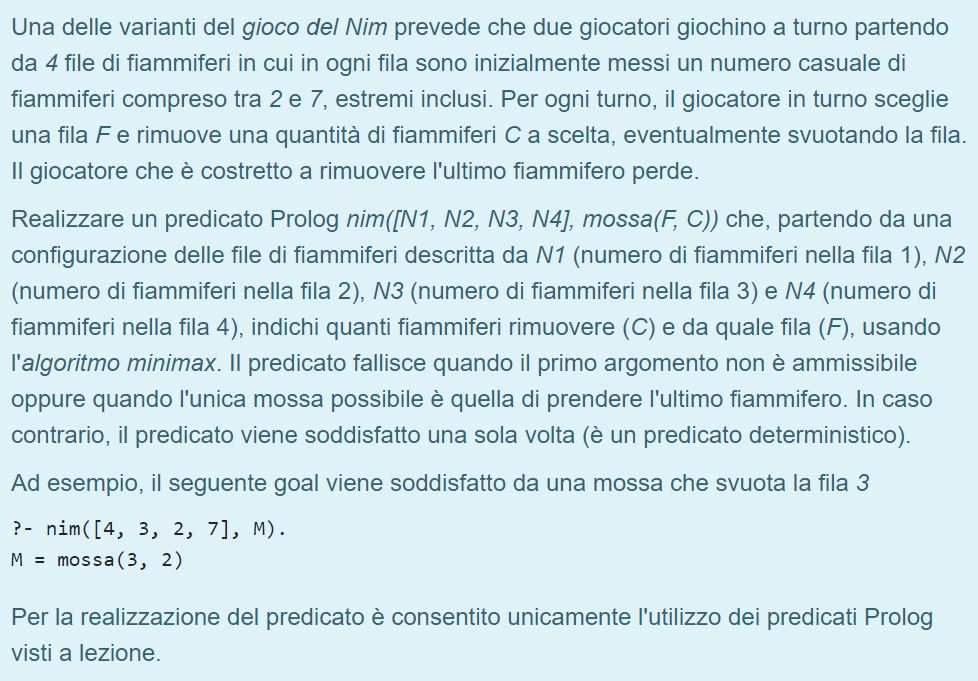 Una delle varianti del gioco del Nim prevede che due giocatori giochino a turno partendo
da 4 file di fiammiferi in cui in ogni fila sono inizialmente messi un numero casuale di
fiammiferi compreso tra 2 e 7, estremi inclusi. Per ogni turno, il giocatore in turno sceglie
una fila F e rimuove una quantità di fiammiferi C a scelta, eventualmente svuotando la fila.
Il giocatore che è costretto a rimuovere l'ultimo fiammifero perde.
Realizzare un predicato Prolog nim([N1, N2, N3, N4], mossa(F, C)) che, partendo da una
configurazione delle file di fiammiferi descritta da N1 (numero di fiammiferi nella fila 1), N2
(numero di fiammiferi nella fila 2), N3 (numero di fiammiferi nella fila 3) e N4 (numero di
fiammiferi nella fila 4), indichi quanti fiammiferi rimuovere (C) e da quale fila (F), usando
l'algoritmo minimax. Il predicato fallisce quando il primo argomento non è ammissibile
oppure quando l'unica mossa possibile è quella di prendere l'ultimo fiammifero. In caso
contrario, il predicato viene soddisfatto una sola volta (è un predicato deterministico).
Ad esempio, il seguente goal viene soddisfatto da una mossa che svuota la fila 3
?- nim([4, 3, 2, 7], M).
M = mossa(3, 2)
Per la realizzazione del predicato è consentito unicamente l'utilizzo dei predicati Prolog
visti a lezione.